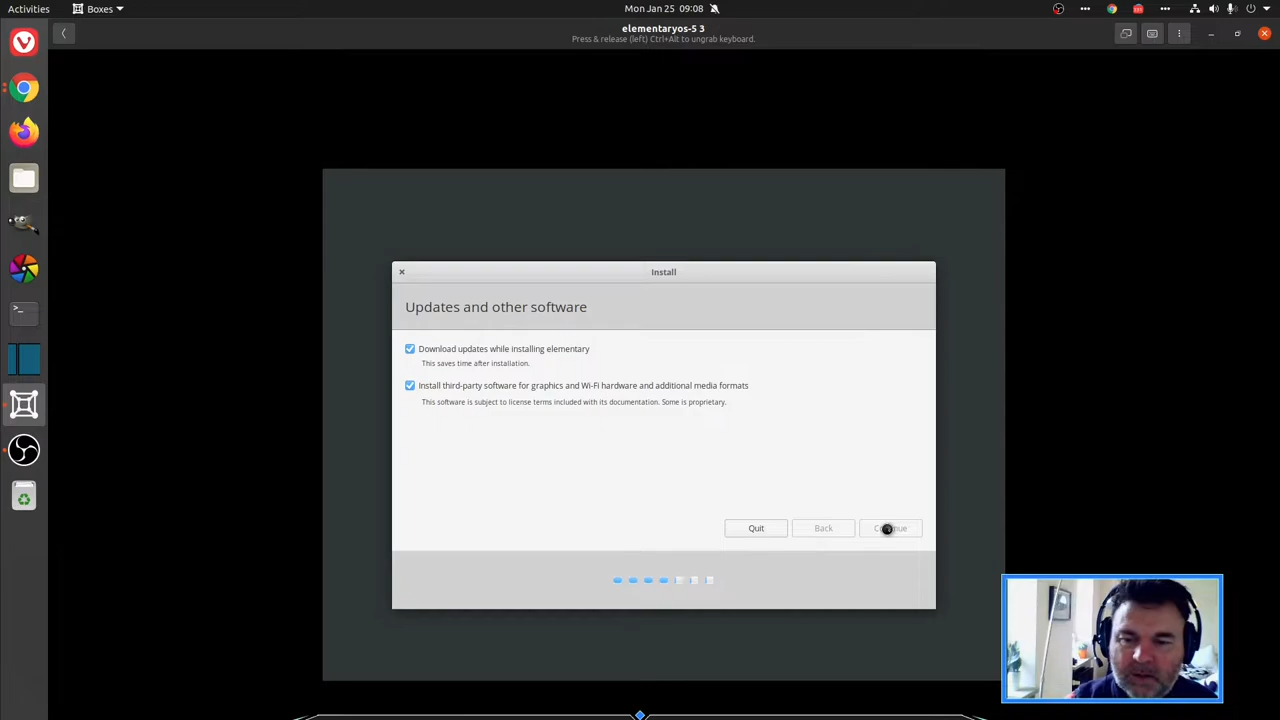 Activities
Boxes
Mon Jan 25 09:08
elementaryos-5 3
Press & release (left) Ctrl+Alt to ungrab keyboard.
Install
Updates and other software
Download updates while installing elementary
This saves time after installation.
Install third-party software for graphics and Wi-Fi hardware and additional media formats
This software is subject to license terms included with its documentation. Some is proprietary.
Quit
Back
Continue